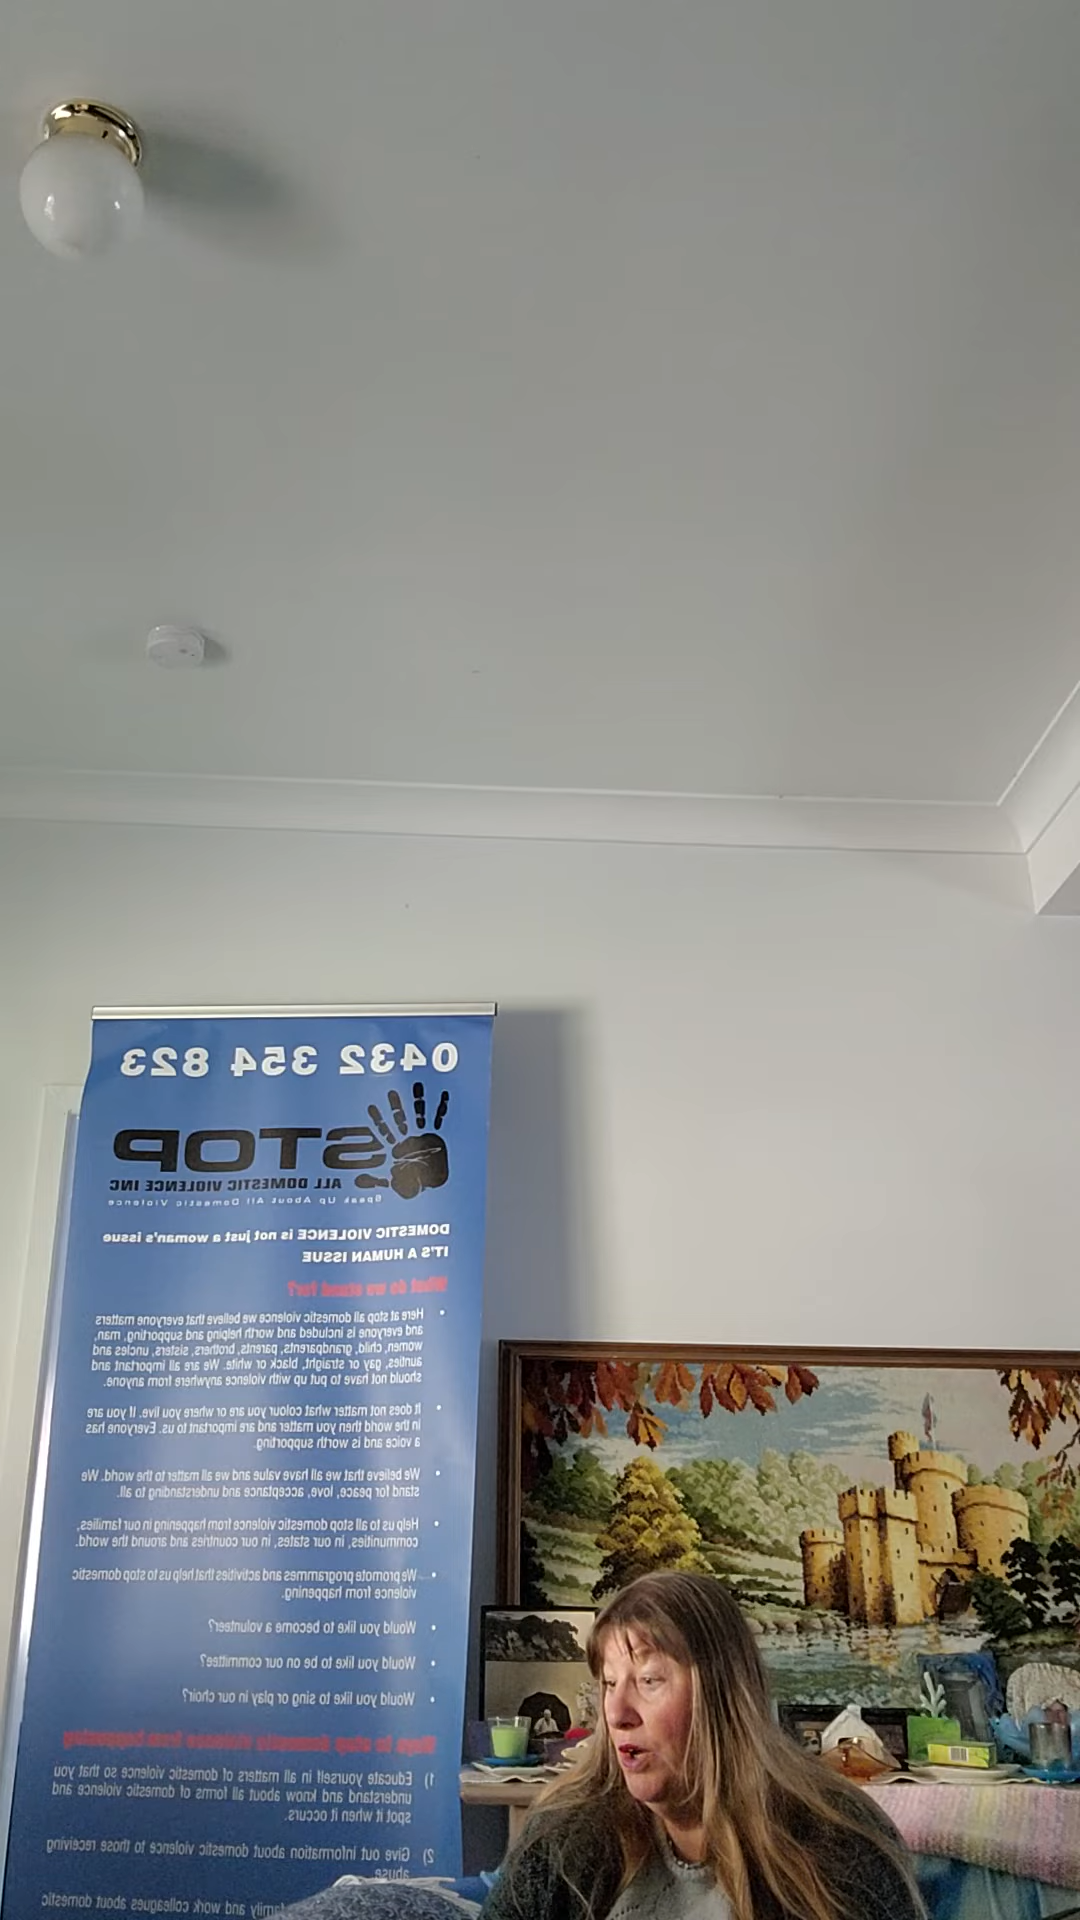 0432 354 823
STOP
ALL DOMESTIC VIOLENCE INC
Speak Up About All Domestic Violence
DOMESTIC VIOLENCE is not just a woman's issue
IT'S A HUMAN ISSUE
What do we stand for?
• Here at stop all domestic violence we believe that everyone matters
and everyone is included and worth helping and supporting, man,
women, child, grandparents, parents, brothers, sisters, uncles and
aunties, gay or straight, black or white. We are all important and
should not have to put up with violence anywhere from anyone.
• It does not matter what colour you are or where you live. If you are
in the world then you matter and are important to us. Everyone has
a voice and is worth supporting.
• We believe that we all have value and we all matter to the world. We
stand for peace, love, acceptance and understanding to all.
• Help us to all stop domestic violence from happening in our families,
communities, in our states, in our countries and around the world.
• We promote programmes and activities that help us to stop domestic
violence from happening.
• Would you like to become a volunteer?
• Would you like to be on our committee?
• Would you like to sing or play in our choir?
Ways to stop domestic violence from happening
1) Educate yourself in all matters of domestic violence so that you
understand and know about all forms of domestic violence and
spot it when it occurs.
2) Give out information about domestic violence to those receiving
abuse
family and work colleagues about domestic